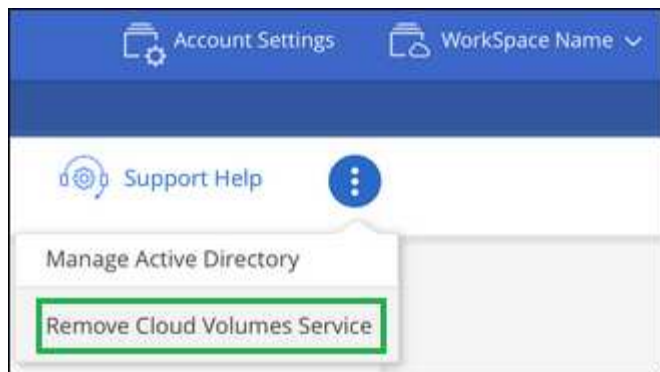 Account Settings
WorkSpace Name
Support Help
Manage Active Directory
Remove Cloud Volumes Service